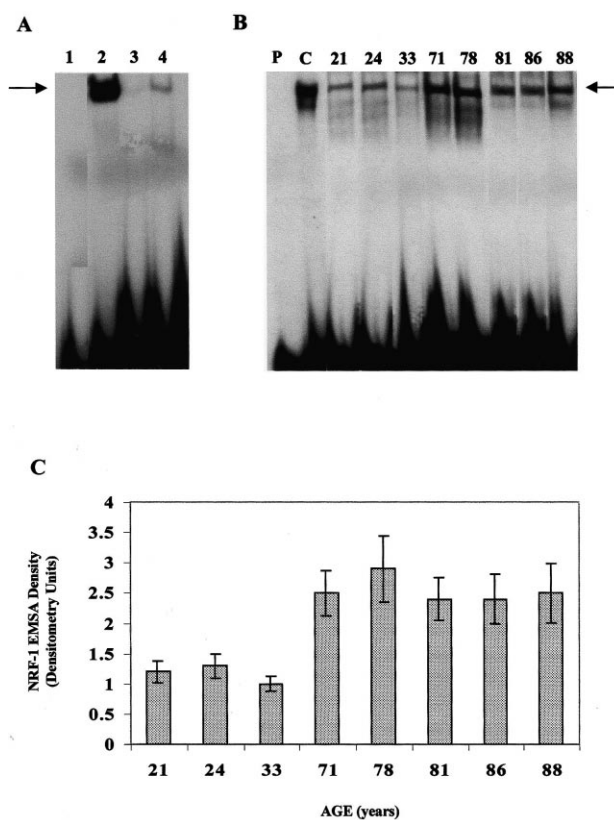 A
1 2 3 4
B
P C 21 24 33 71 78 81 86 88
C
NRF-1 EMSA Density
(Densitometry Units)
4
3.5
3
2.5
2
1.5
1
0.5
0
21 24 33 71 78 81 86 88
AGE (years)